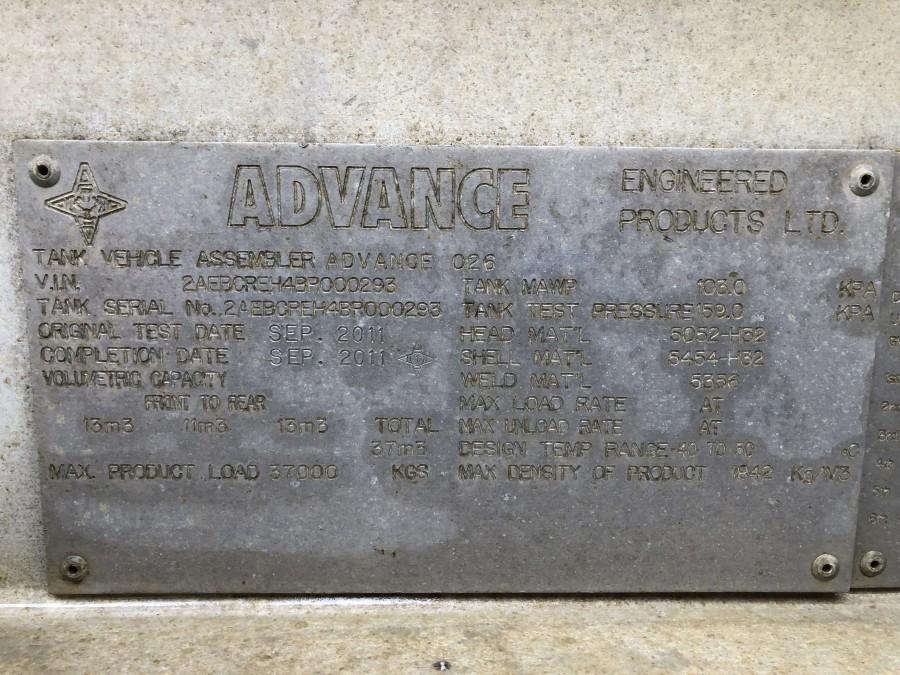 ADVANCE ENGINEERED PRODUCTS LTD.
TANK VEHICLE ASSEMBLER ADVANCE 026
V.I.N. 2AEBCREH4BR000293
TANK SERIAL No. 2AEBCREH4BR000293
ORIGINAL TEST DATE SEP. 2011
COMPLETION DATE SEP. 2011
VOLUMETRIC CAPACITY
FRONT TO REAR
13m3 11m3 13m3 TOTAL
37m3
MAX. PRODUCT LOAD 37000 KGS
TANK MAWP 103.0 KPA
TANK TEST PRESSURE 159.0 KPA
HEAD MAT'L 5052-H32
SHELL MAT'L 5454-H32
WELD MAT'L 5356
MAX LOAD RATE AT
MAX UNLOAD RATE AT
DESIGN TEMP RANGE -40 TO °C
MAX DENSITY OF PRODUCT Kg/M3